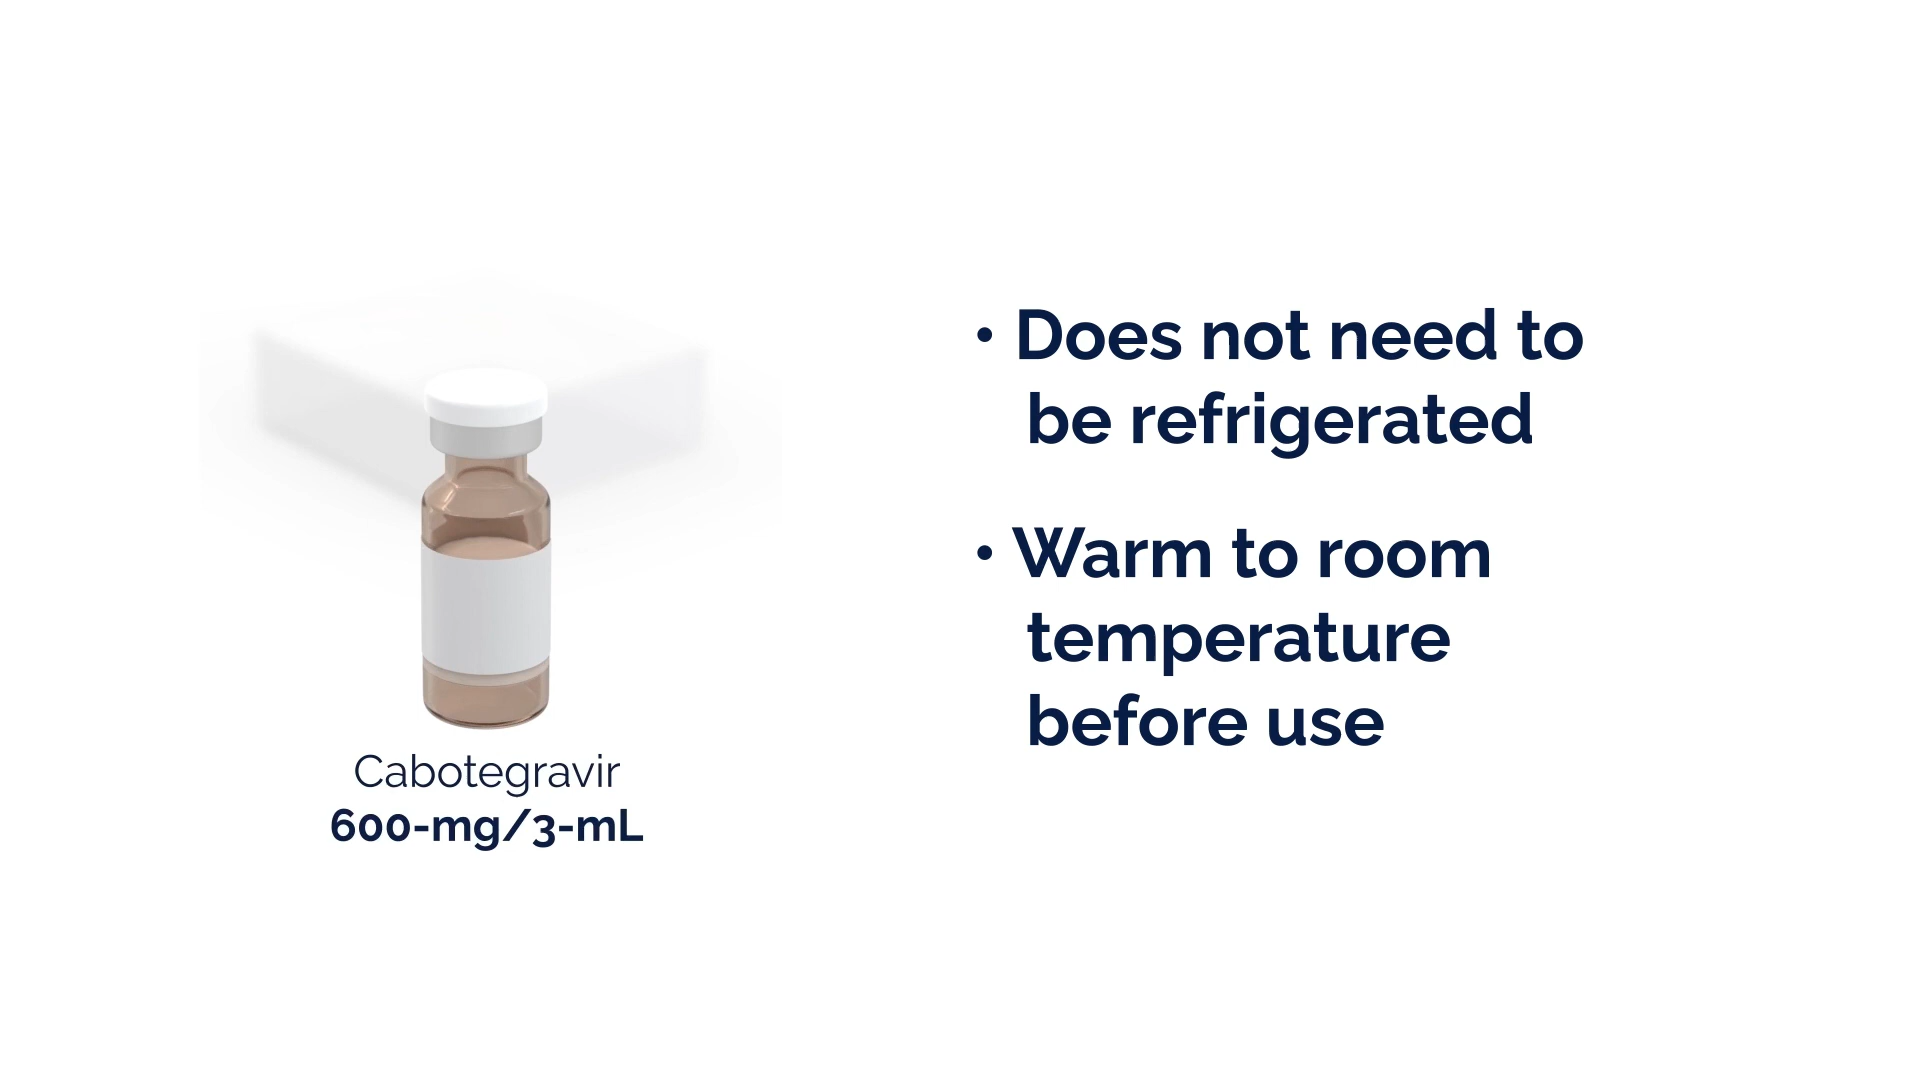 • Does not need to
be refrigerated
• Warm to room
temperature
before use
Cabotegravir
600-mg/3-mL